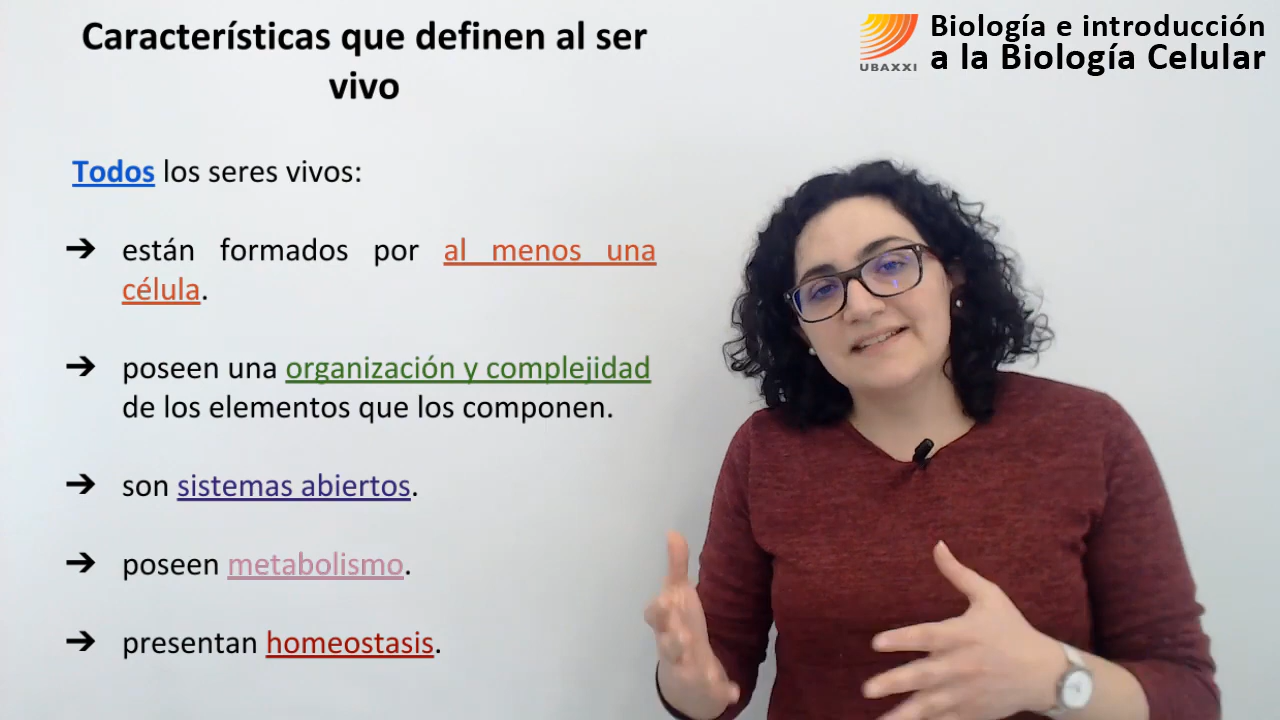 Características que definen al ser
vivo
UBAXXI
Biología e introducción
a la Biología Celular
Todos los seres vivos:
➔ están formados por al menos una
célula.
➔ poseen una organización y complejidad
de los elementos que los componen.
➔ son sistemas abiertos.
➔ poseen metabolismo.
➔ presentan homeostasis.